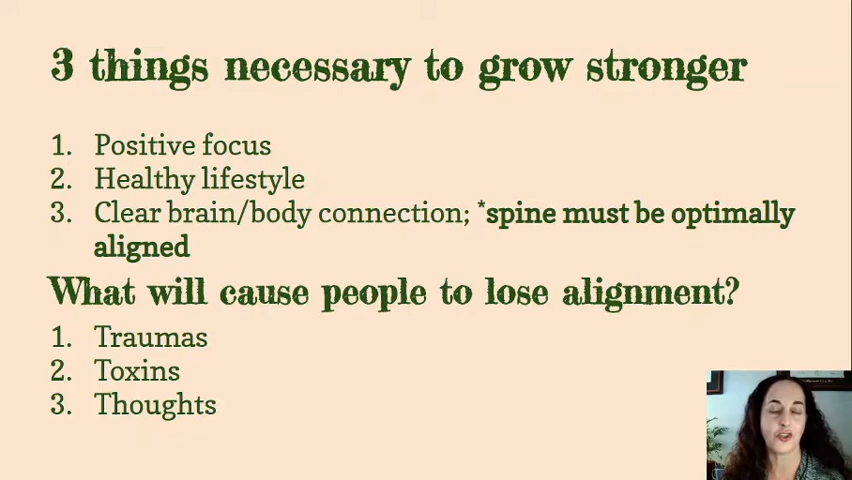 3 things necessary to grow stronger
1. Positive focus
2. Healthy lifestyle
3. Clear brain/body connection; *spine must be optimally
aligned
What will cause people to lose alignment?
1. Traumas
2. Toxins
3. Thoughts